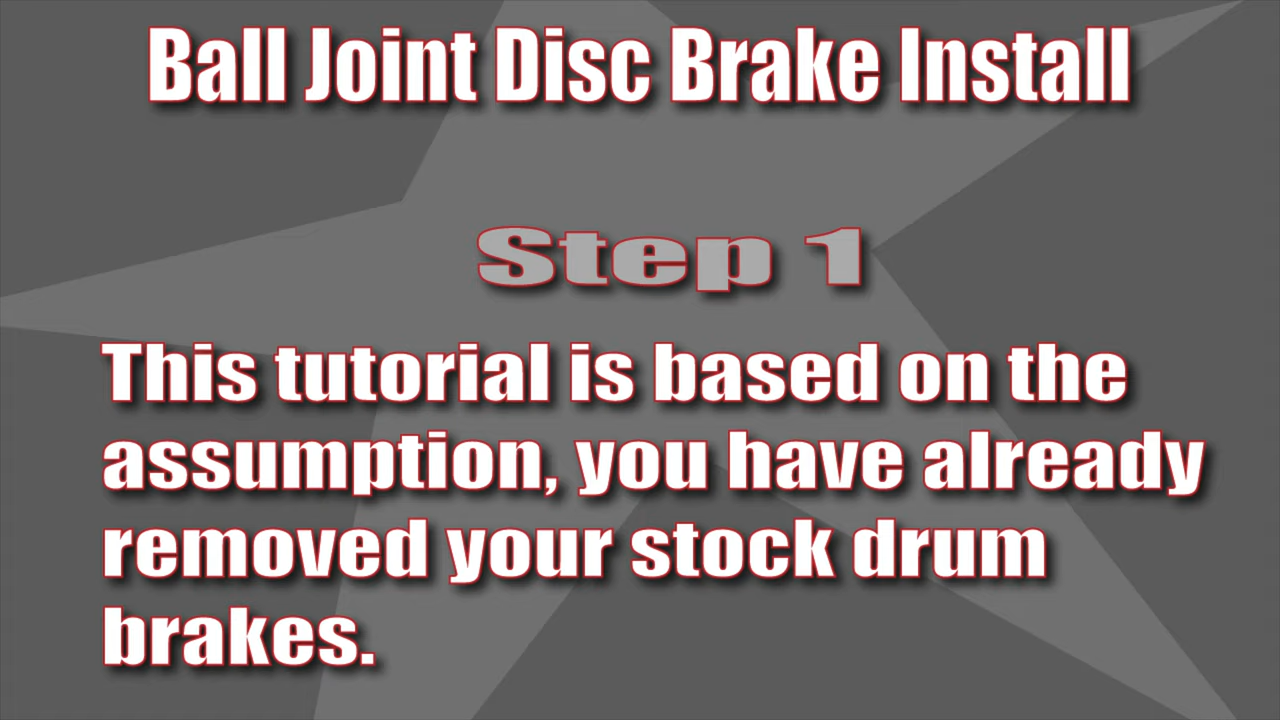 Ball Joint Disc Brake Install
Step 1
This tutorial is based on the
assumption, you have already
removed your stock drum
brakes.